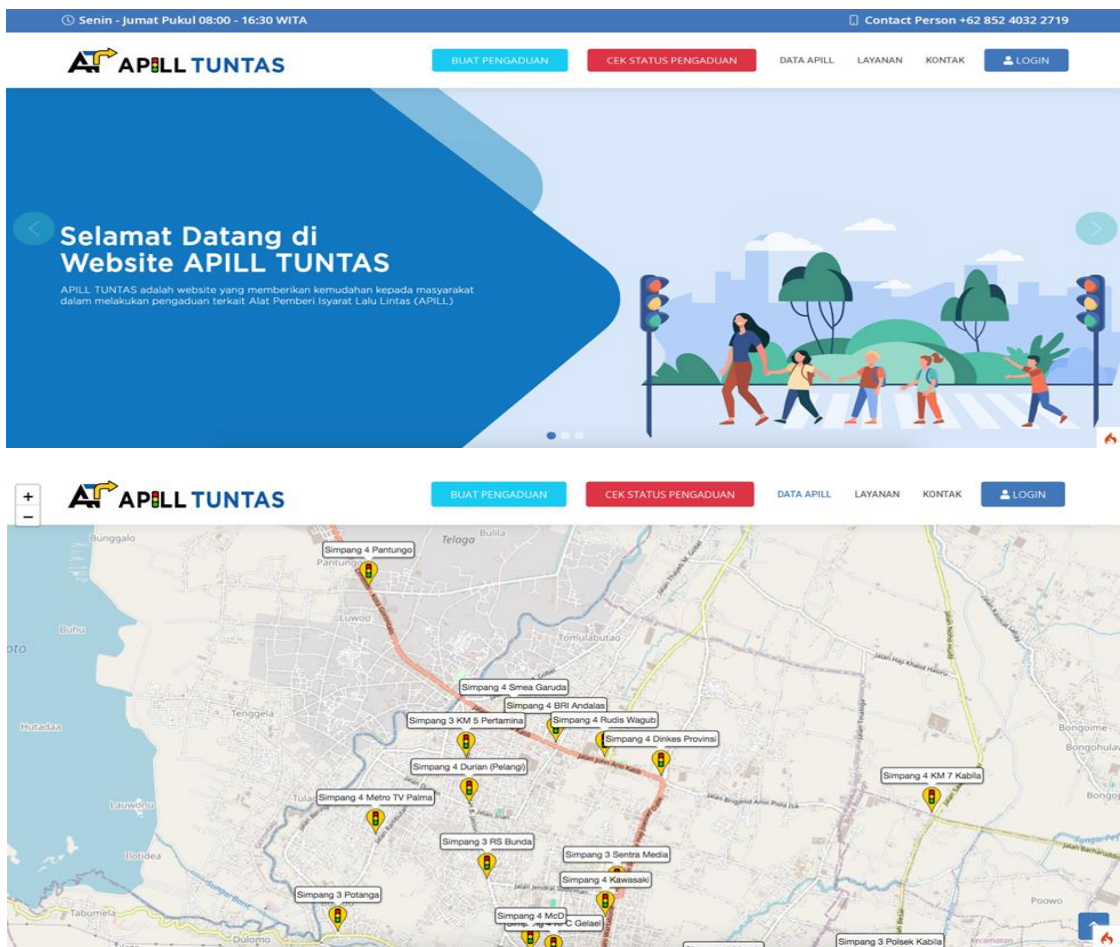 Senin - Jumat Pukul 08:00 - 16:30 WITA
Contact Person +62 852 4032 2719
AT APILL TUNTAS
BUAT PENGADUAN
CEK STATUS PENGADUAN
DATA APILL
LAYANAN
KONTAK
LOGIN
Selamat Datang di
Website APILL TUNTAS
APILL TUNTAS adalah website yang memberikan kemudahan kepada masyarakat
dalam melakukan pengaduan terkait Alat Pemberi Isyarat Lalu Lintas (APILL)
+
−
AT APILL TUNTAS
BUAT PENGADUAN
CEK STATUS PENGADUAN
DATA APILL
LAYANAN
KONTAK
LOGIN
Bunggalo
Telaga
Bulila
Simpang 4 Pantungo
Luwoo
Buhu
Tomulabutao
Simpang 4 Smea Garuda
Simpang 4 BRI Andalas
Tenggela
Simpang 3 KM 5 Pertamina
Simpang 4 Rudis Wagub
Hutadaa
Simpang 4 Dinkes Provinsi
Bongoime
Bongohula
Simpang 4 Durian (Pelangi)
Simpang 4 KM 7 Kabila
Simpang 4 Metro TV Palma
Lauwonu
Simpang 3 RS Bunda
Ilotidea
Simpang 3 Sentra Media
Simpang 4 Kawasaki
Simpang 3 Potanga
Poowo
Tabumela
Simpang 4 McD
Gelael
Dulomo
Simpang 3 Polsek Kabila